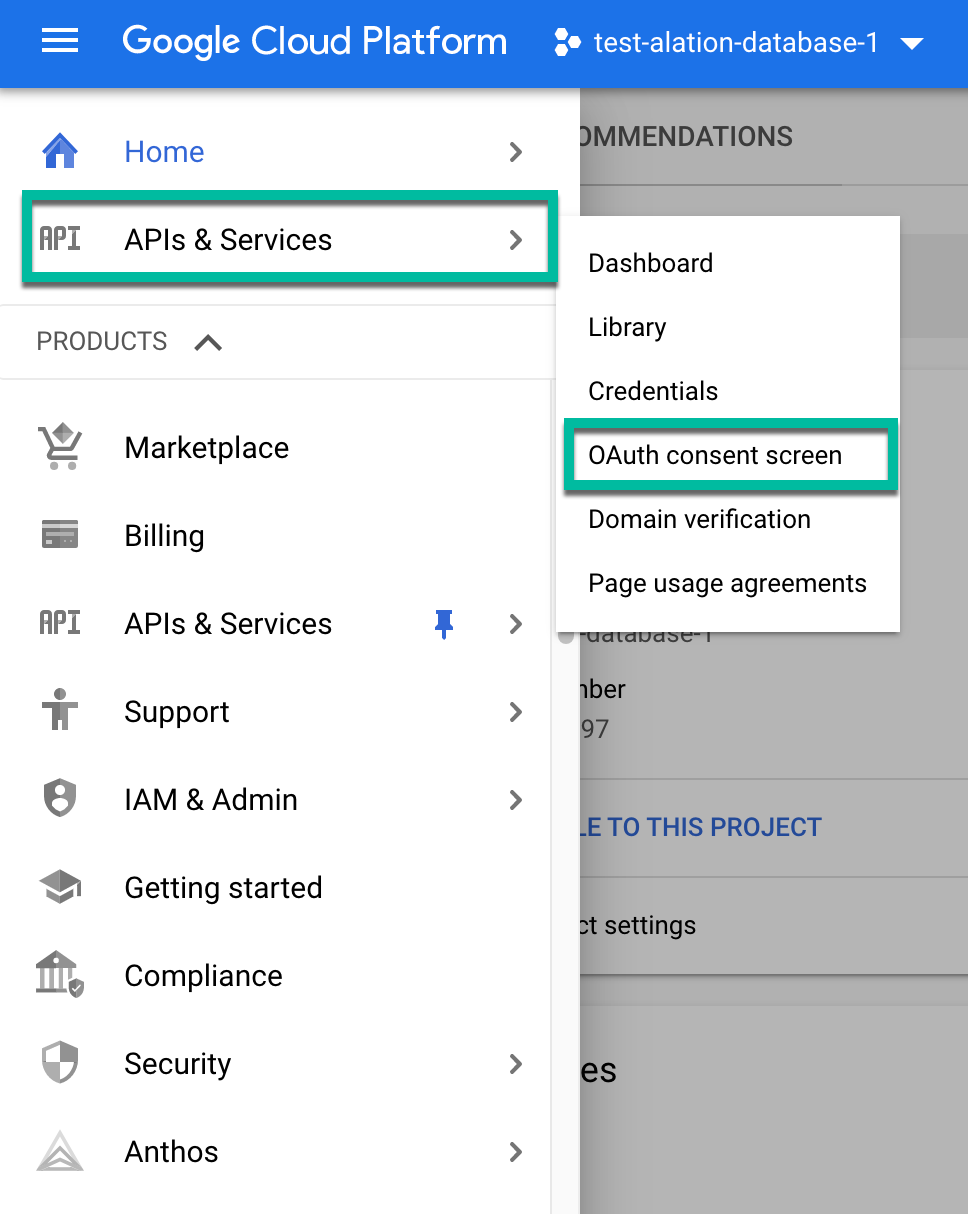 Google Cloud Platform
test-alation-database-1
Home
API
APIs & Services
PRODUCTS
Marketplace
Billing
API
APIs & Services
Support
IAM & Admin
Getting started
Compliance
Security
Anthos
Dashboard
Library
Credentials
OAuth consent screen
Domain verification
Page usage agreements
OMMENDATIONS
-database-1
mber
97
LE TO THIS PROJECT
ct settings
es